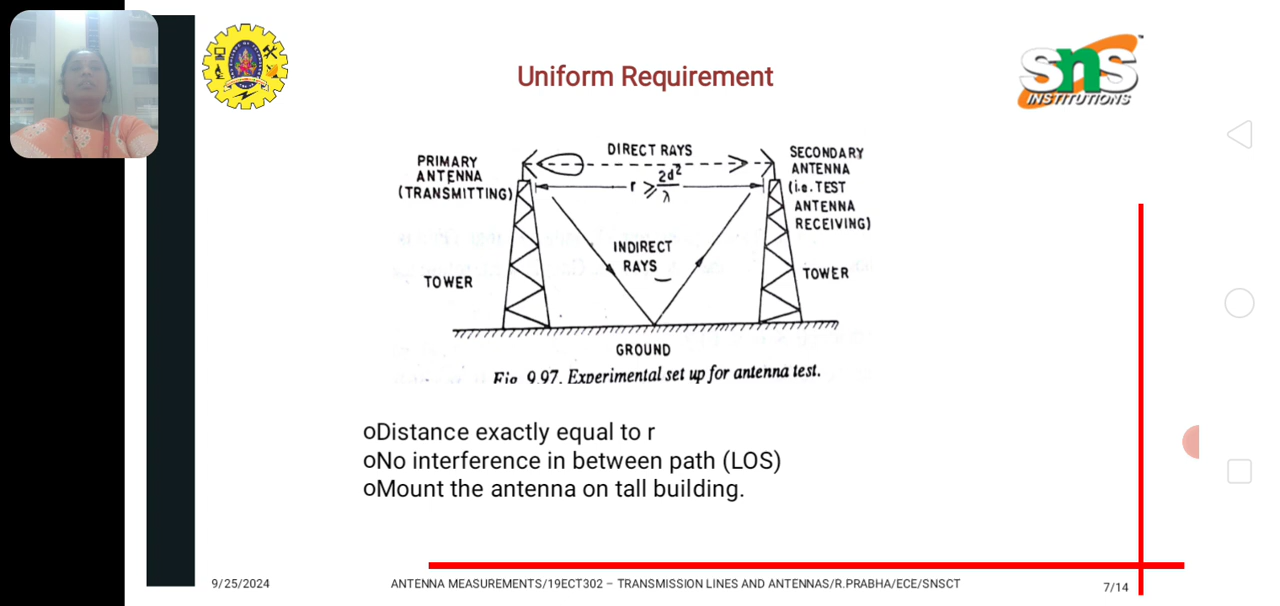 SNS
INSTITUTIONS
Uniform Requirement
PRIMARY
ANTENNA
(TRANSMITTING)
DIRECT RAYS
r ⩾ 2d²/λ
SECONDARY
ANTENNA
(i.e. TEST
ANTENNA
RECEIVING)
INDIRECT
RAYS
TOWER
TOWER
GROUND
Fig 9.97. Experimental set up for antenna test.
oDistance exactly equal to r
oNo interference in between path (LOS)
oMount the antenna on tall building.
9/25/2024
ANTENNA MEASUREMENTS/19ECT302 – TRANSMISSION LINES AND ANTENNAS/R.PRABHA/ECE/SNSCT
7/14